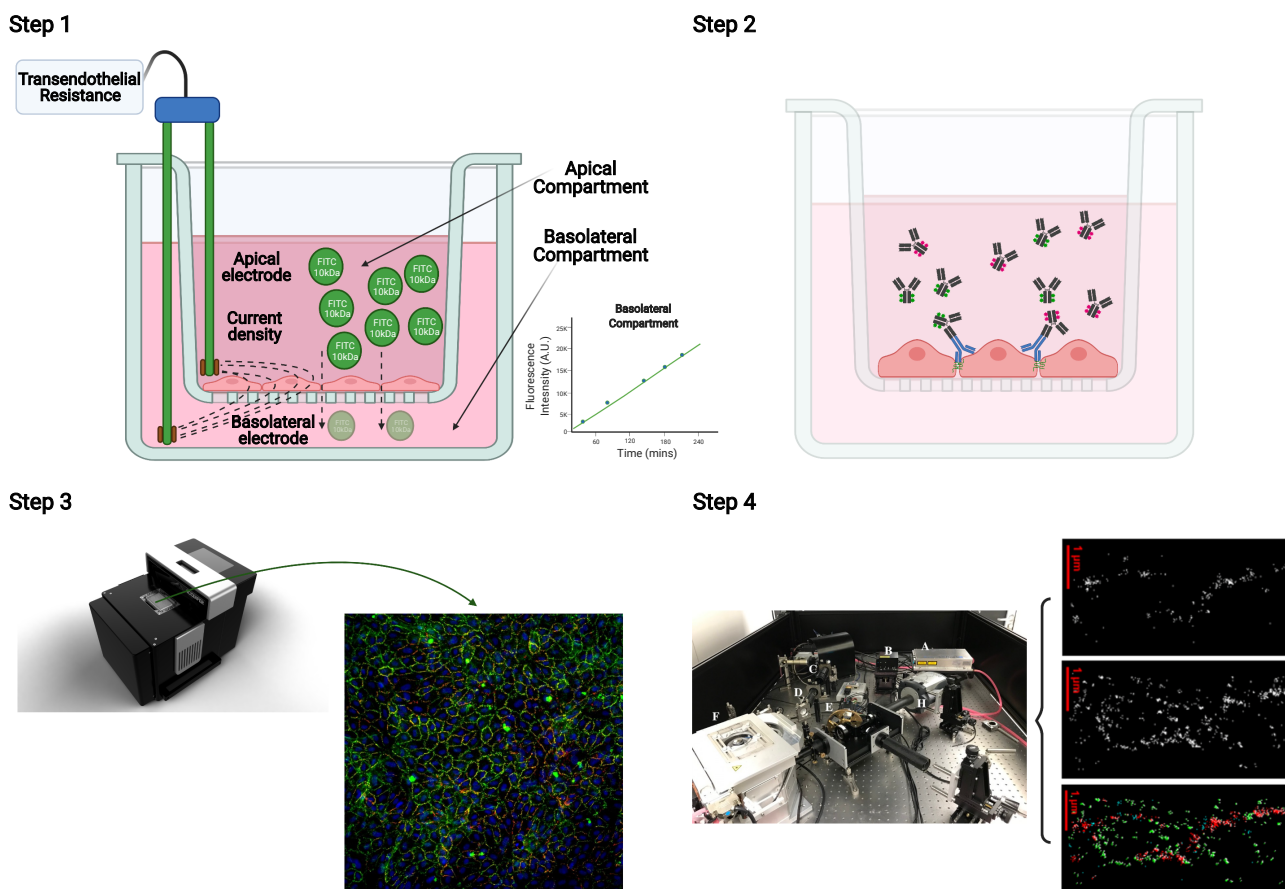 Step 1
Transendothelial
Resistance
Apical
Compartment
Basolateral
Compartment
Apical
electrode
Current
density
Basolateral
electrode
FITC
10kDa
FITC
10kDa
FITC
10kDa
FITC
10kDa
FITC
10kDa
FITC
10kDa
FITC
10kDa
FITC
10kDa
FITC
10kDa
Basolateral
Compartment
Fluorescence
Intesnity (A.U.)
25K
20K
15K
10K
5K
0
60
120
180
240
Time (mins)
Step 2
Step 3
Step 4
A
B
C
D
E
F
H
1 µm
1 µm
1 µm